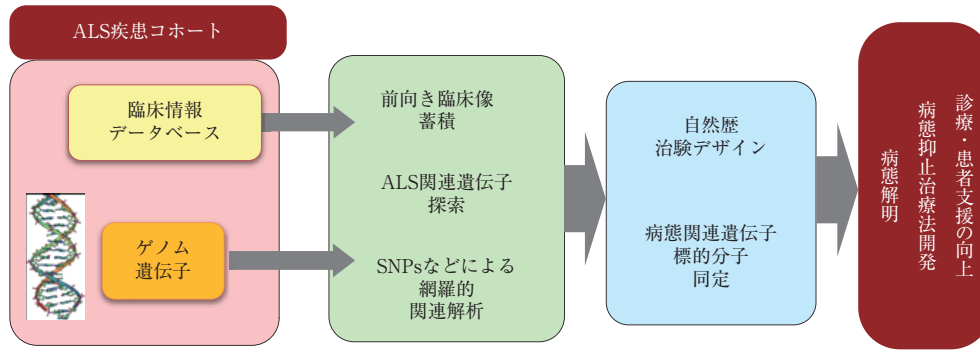 ALS疾患コホート
臨床情報
データベース
ゲノム
遺伝子
前向き臨床像
蓄積
ALS関連遺伝子
探索
SNPsなどによる
網羅的
関連解析
自然歴
治験デザイン
病態関連遺伝子
標的分子
同定
診療・患者支援の向上
病態抑止治療法開発
病態解明